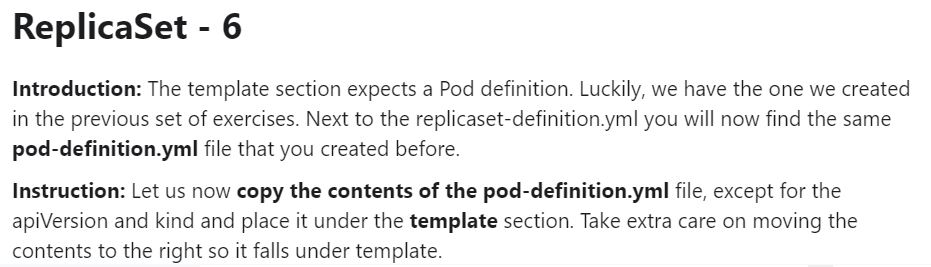 ReplicaSet - 6
Introduction: The template section expects a Pod definition. Luckily, we have the one we created
in the previous set of exercises. Next to the replicaset-definition.yml you will now find the same
pod-definition.yml file that you created before.
Instruction: Let us now copy the contents of the pod-definition.yml file, except for the
apiVersion and kind and place it under the template section. Take extra care on moving the
contents to the right so it falls under template.